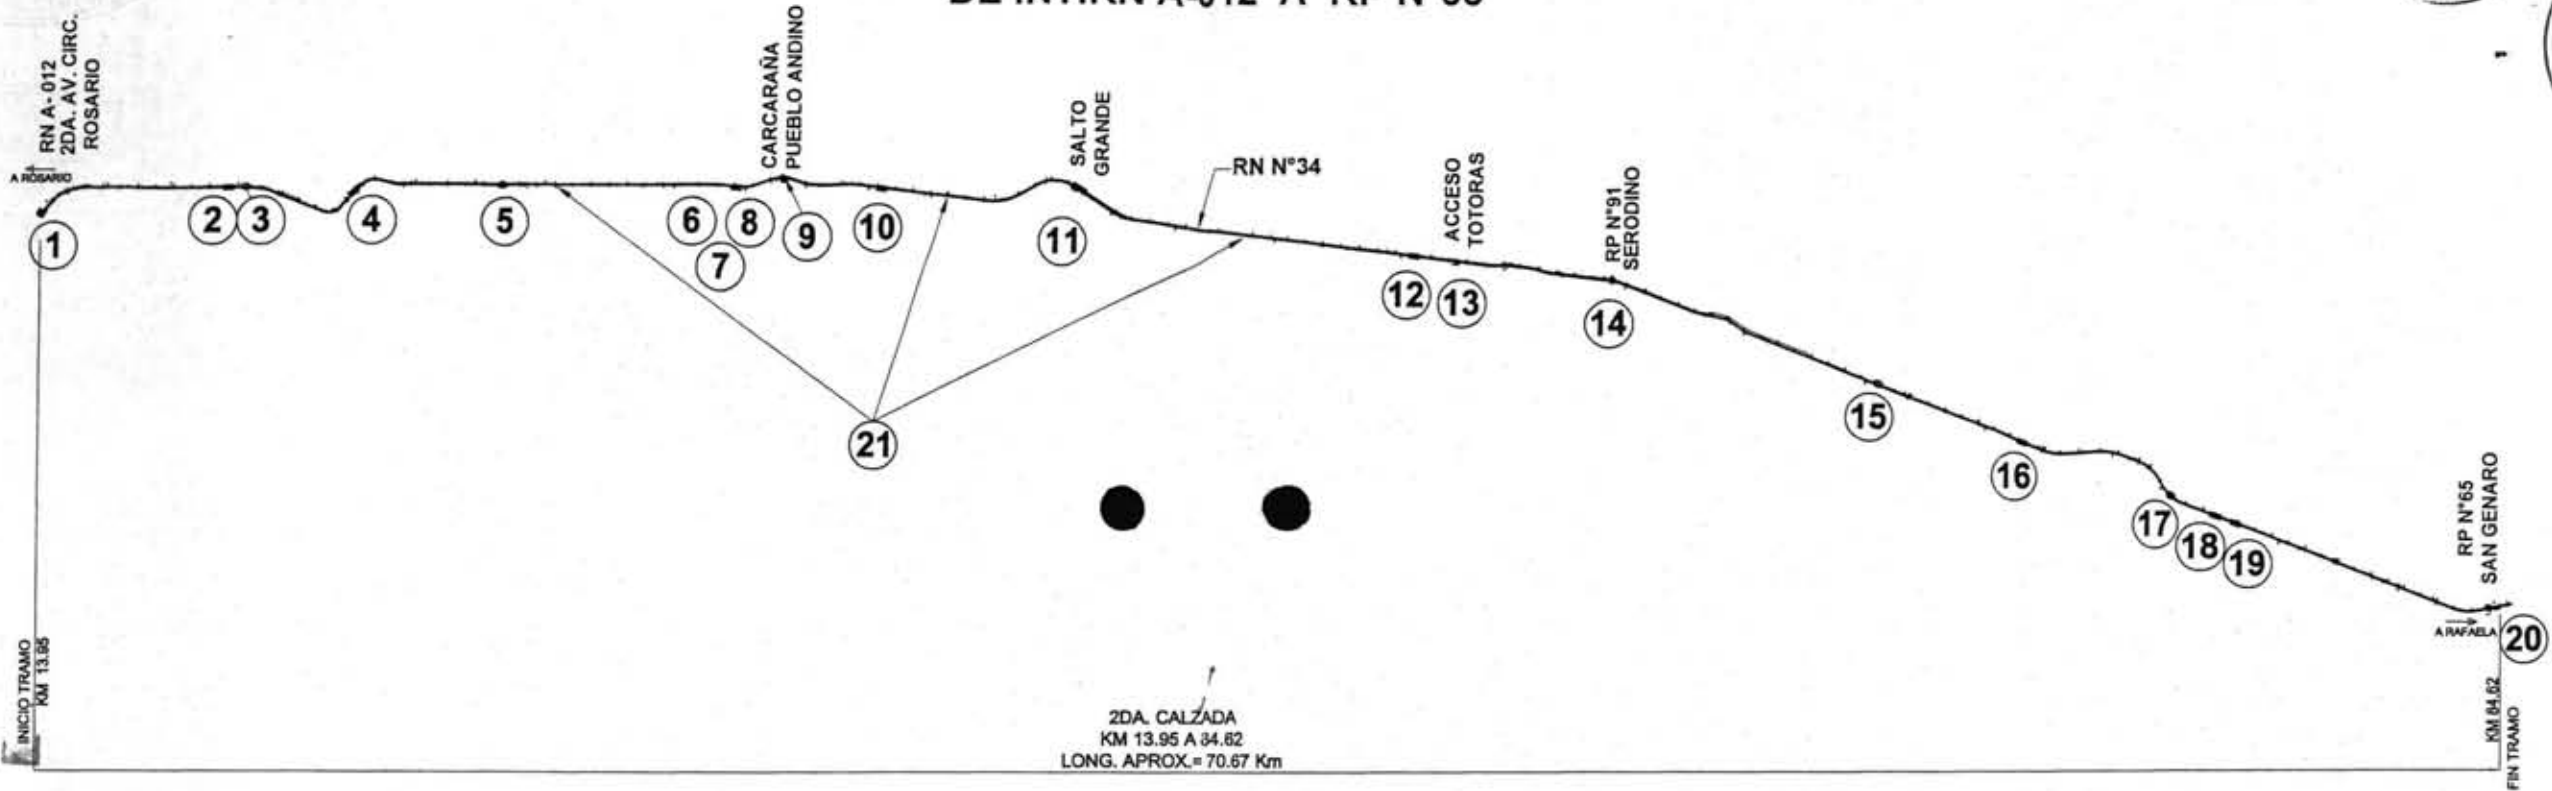 RN A- 012
2DA. AV. CIRC.
ROSARIO
A ROSARIO
CARCARAÑA
PUEBLO ANDINO
SALTO
GRANDE
RN N°34
ACCESO
TOTORAS
RP N°91
SERODINO
RP N°65
SAN GENARO
1
2
3
4
5
6
7
8
9
10
11
12
13
14
15
16
17
18
19
20
21
A RAFAELA
INICIO TRAMO
KM 13.95
2DA. CALZADA
KM 13.95 A 84.62
LONG. APROX.= 70.67 Km
KM 84.62
FIN TRAMO